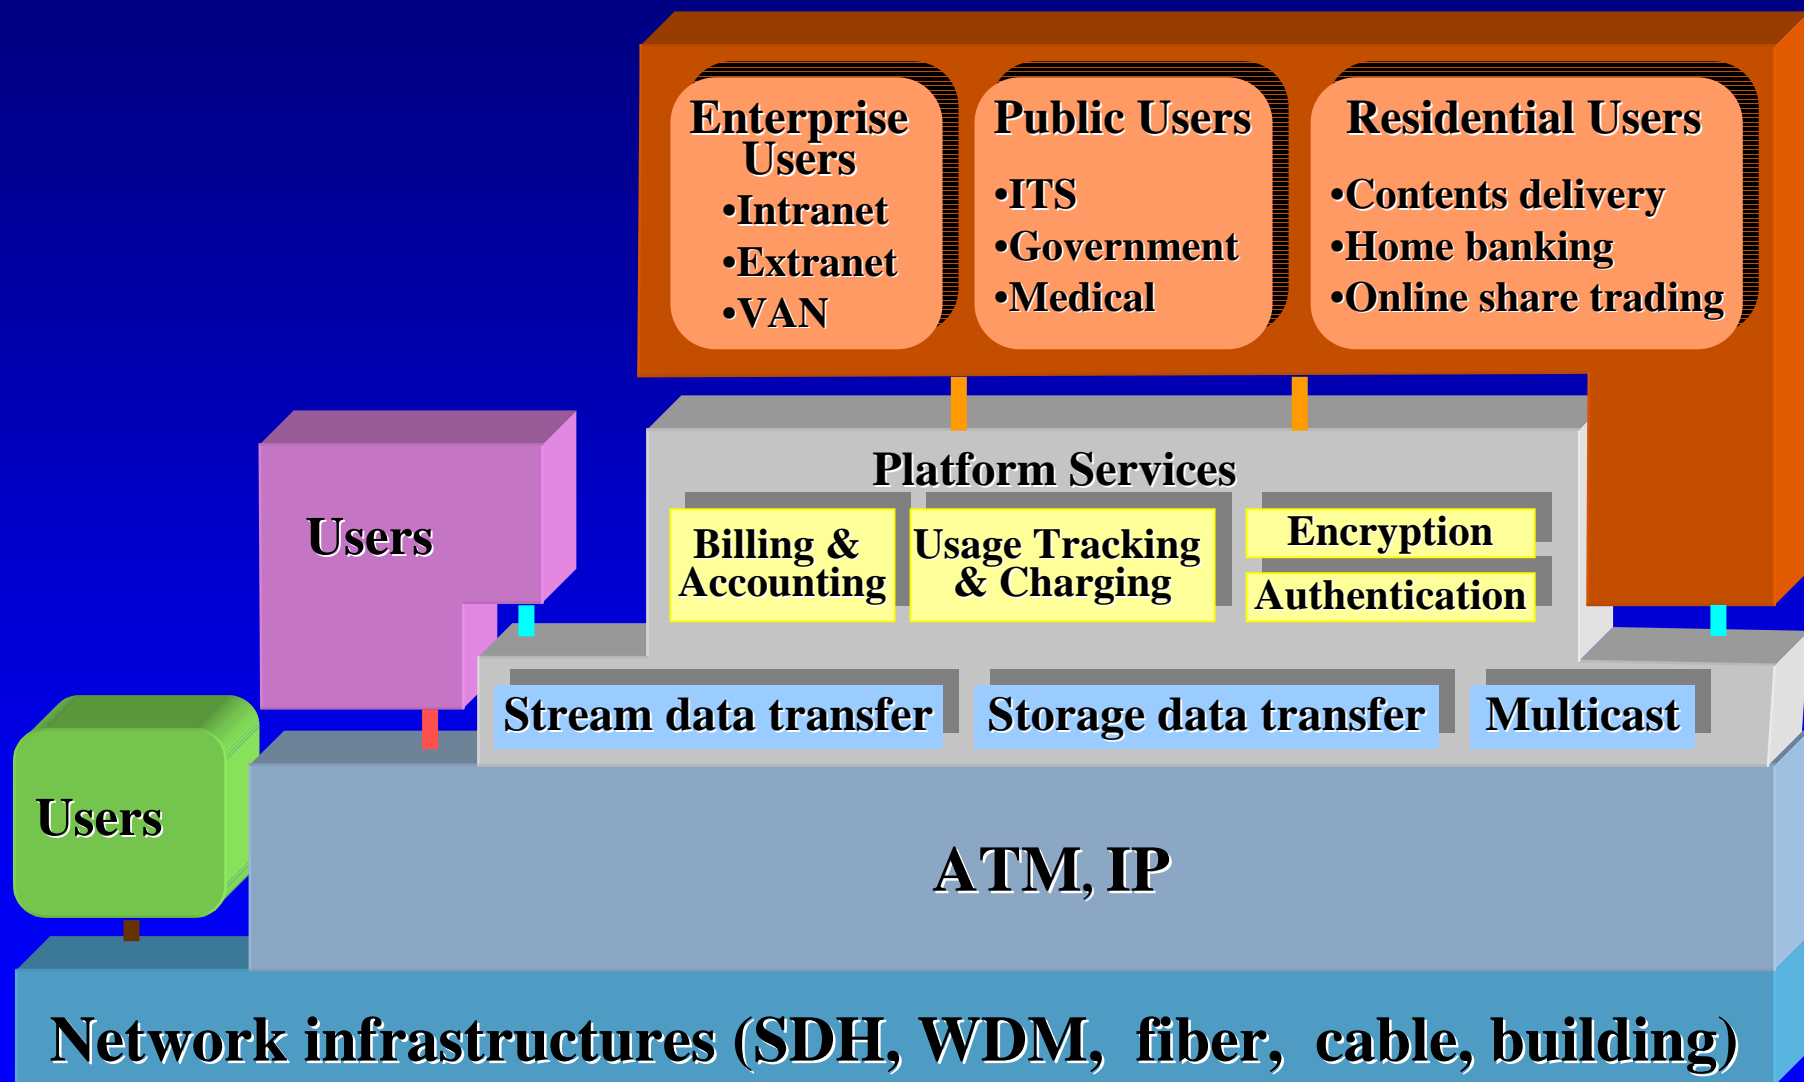 Enterprise
Users
•Intranet
•Extranet
•VAN
Public Users
•ITS
•Government
•Medical
Residential Users
•Contents delivery
•Home banking
•Online share trading
Platform Services
Billing &
Accounting
Usage Tracking
& Charging
Encryption
Authentication
Users
Stream data transfer
Storage data transfer
Multicast
Users
ATM, IP
Network infrastructures (SDH, WDM, fiber, cable, building)